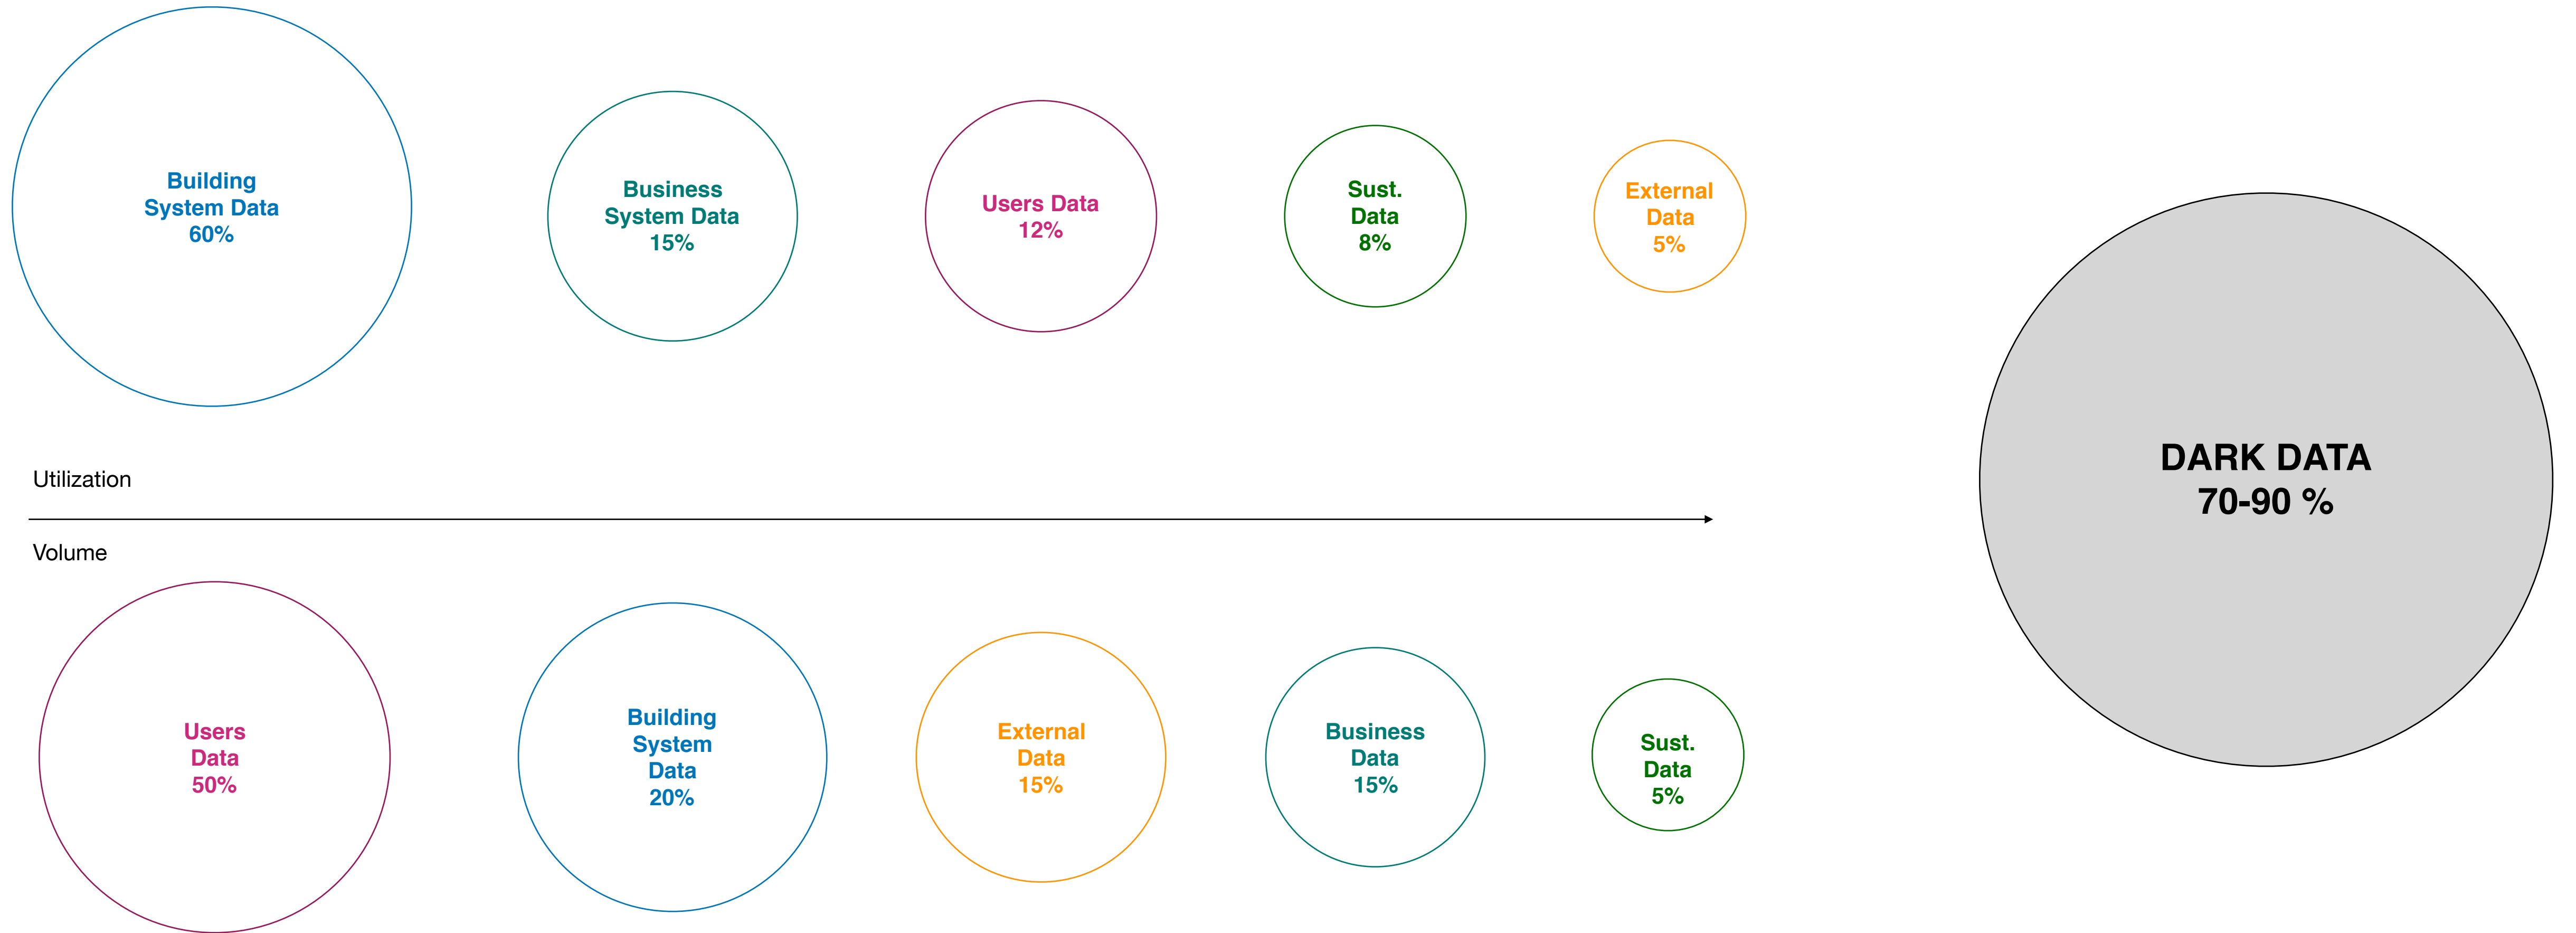 Building
System Data
60%
Business
System Data
15%
Users Data
12%
Sust.
Data
8%
External
Data
5%
Utilization
Volume
Users
Data
50%
Building
System
Data
20%
External
Data
15%
Business
Data
15%
Sust.
Data
5%
DARK DATA
70-90 %